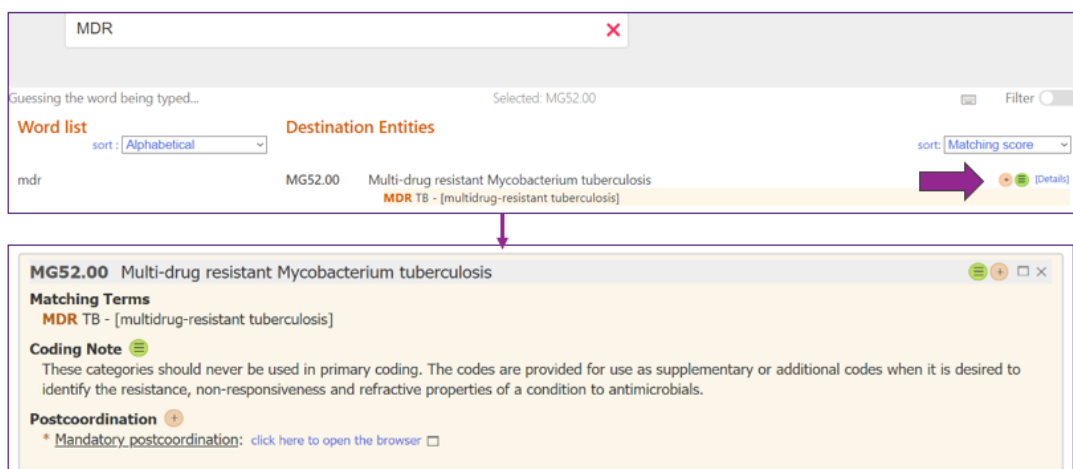 MDR
Guessing the word being typed... Selected: MG52.00 Filter
Word list Destination Entities
sort : Alphabetical sort: Matching score
mdr MG52.00 Multi-drug resistant Mycobacterium tuberculosis [Details]
MDR TB - [multidrug-resistant tuberculosis]
MG52.00 Multi-drug resistant Mycobacterium tuberculosis
Matching Terms
MDR TB - [multidrug-resistant tuberculosis]
Coding Note
These categories should never be used in primary coding. The codes are provided for use as supplementary or additional codes when it is desired to
identify the resistance, non-responsiveness and refractive properties of a condition to antimicrobials.
Postcoordination
* Mandatory postcoordination: click here to open the browser